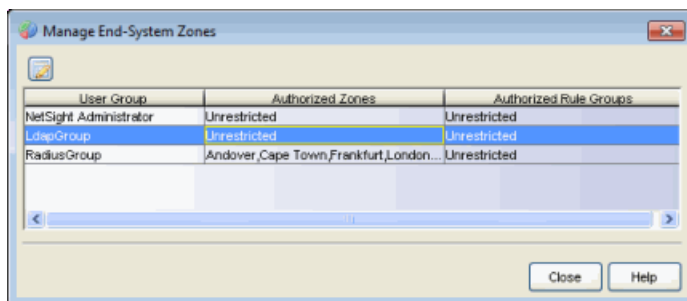 Manage End-System Zones
User Group Authorized Zones Authorized Rule Groups
NetSight Administrator Unrestricted Unrestricted
LdapGroup Unrestricted Unrestricted
RadiusGroup Andover,Cape Town,Frankfurt,London... Unrestricted
Close Help